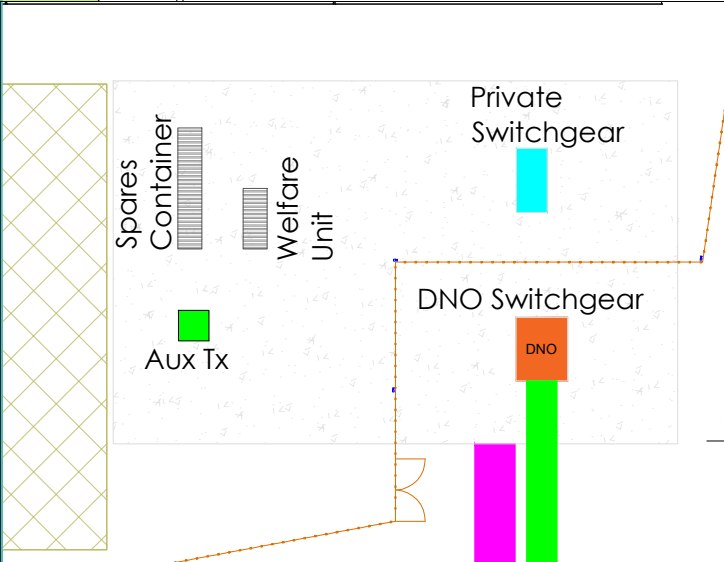 Spares
Container
Welfare
Unit
Private
Switchgear
DNO Switchgear
DNO
Aux Tx